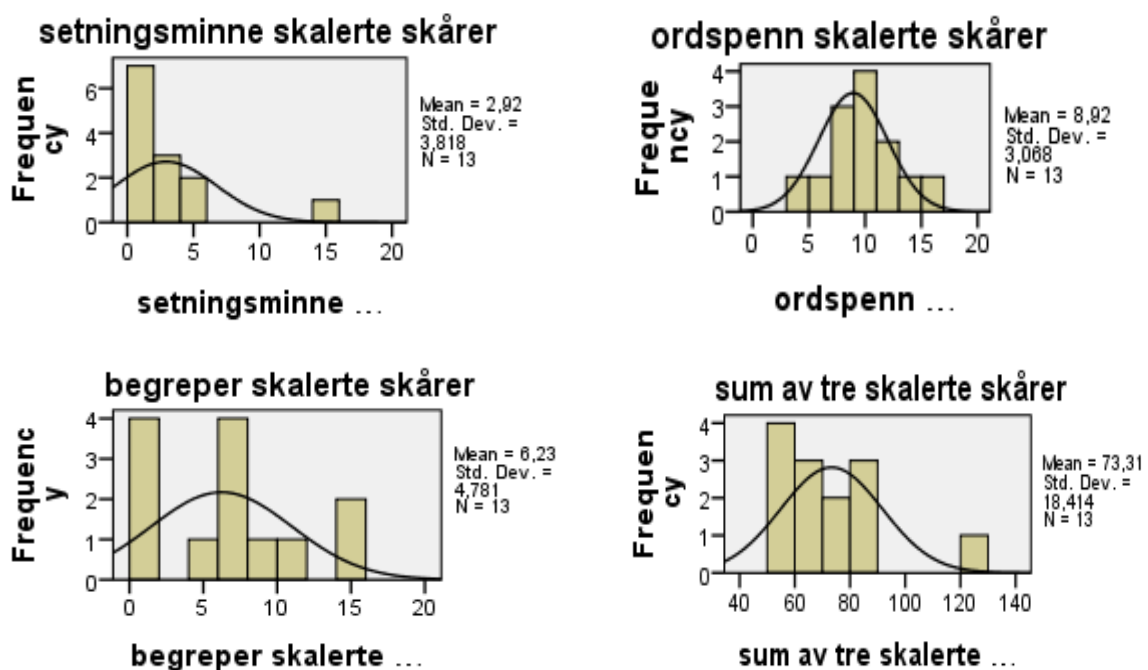 setningsminne skalerte skårer
Frequen
cy
6
4
2
0
0 5 10 15 20
Mean = 2,92
Std. Dev. =
3,818
N = 13
setningsminne ...
ordspenn skalerte skårer
Freque
ncy
4
3
2
1
0
0 5 10 15 20
Mean = 8,92
Std. Dev. =
3,068
N = 13
ordspenn ...
begreper skalerte skårer
Frequenc
y
4
3
2
1
0
0 5 10 15 20
Mean = 6,23
Std. Dev. =
4,781
N = 13
begreper skalerte ...
sum av tre skalerte skårer
Frequen
cy
4
3
2
1
0
40 60 80 100 120 140
Mean = 73,31
Std. Dev. =
18,414
N = 13
sum av tre skalerte ...